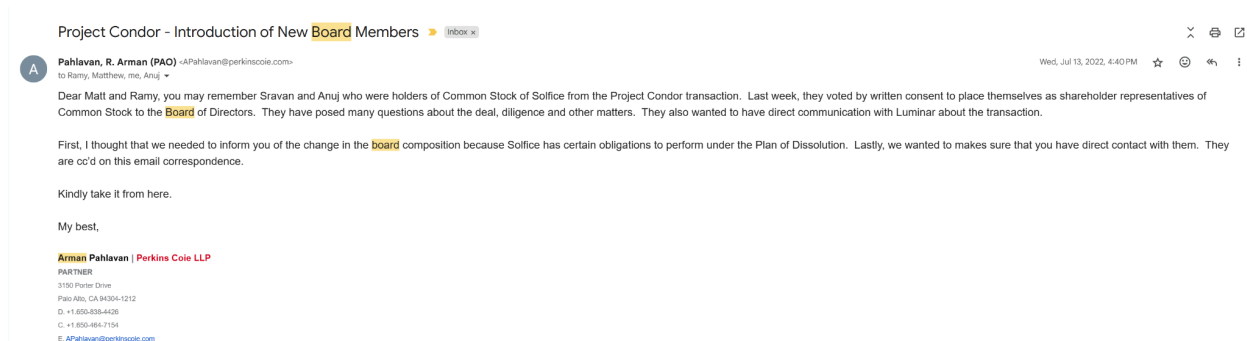 Project Condor - Introduction of New Board Members Inbox x
A
Pahlavan, R. Arman (PAO) <APahlavan@perkinscoie.com> Wed, Jul 13, 2022, 4:40 PM
to Ramy, Matthew, me, Anuj
Dear Matt and Ramy, you may remember Sravan and Anuj who were holders of Common Stock of Solfice from the Project Condor transaction.  Last week, they voted by written consent to place themselves as shareholder representatives of
Common Stock to the Board of Directors.  They have posed many questions about the deal, diligence and other matters.  They also wanted to have direct communication with Luminar about the transaction.
First, I thought that we needed to inform you of the change in the board composition because Solfice has certain obligations to perform under the Plan of Dissolution.  Lastly, we wanted to makes sure that you have direct contact with them.  They
are cc'd on this email correspondence.
Kindly take it from here.
My best,
Arman Pahlavan | Perkins Coie LLP
PARTNER
3150 Porter Drive
Palo Alto, CA 94304-1212
D. +1.650-838-4426
C. +1.650-464-7154
E. APahlavan@perkinscoie.com